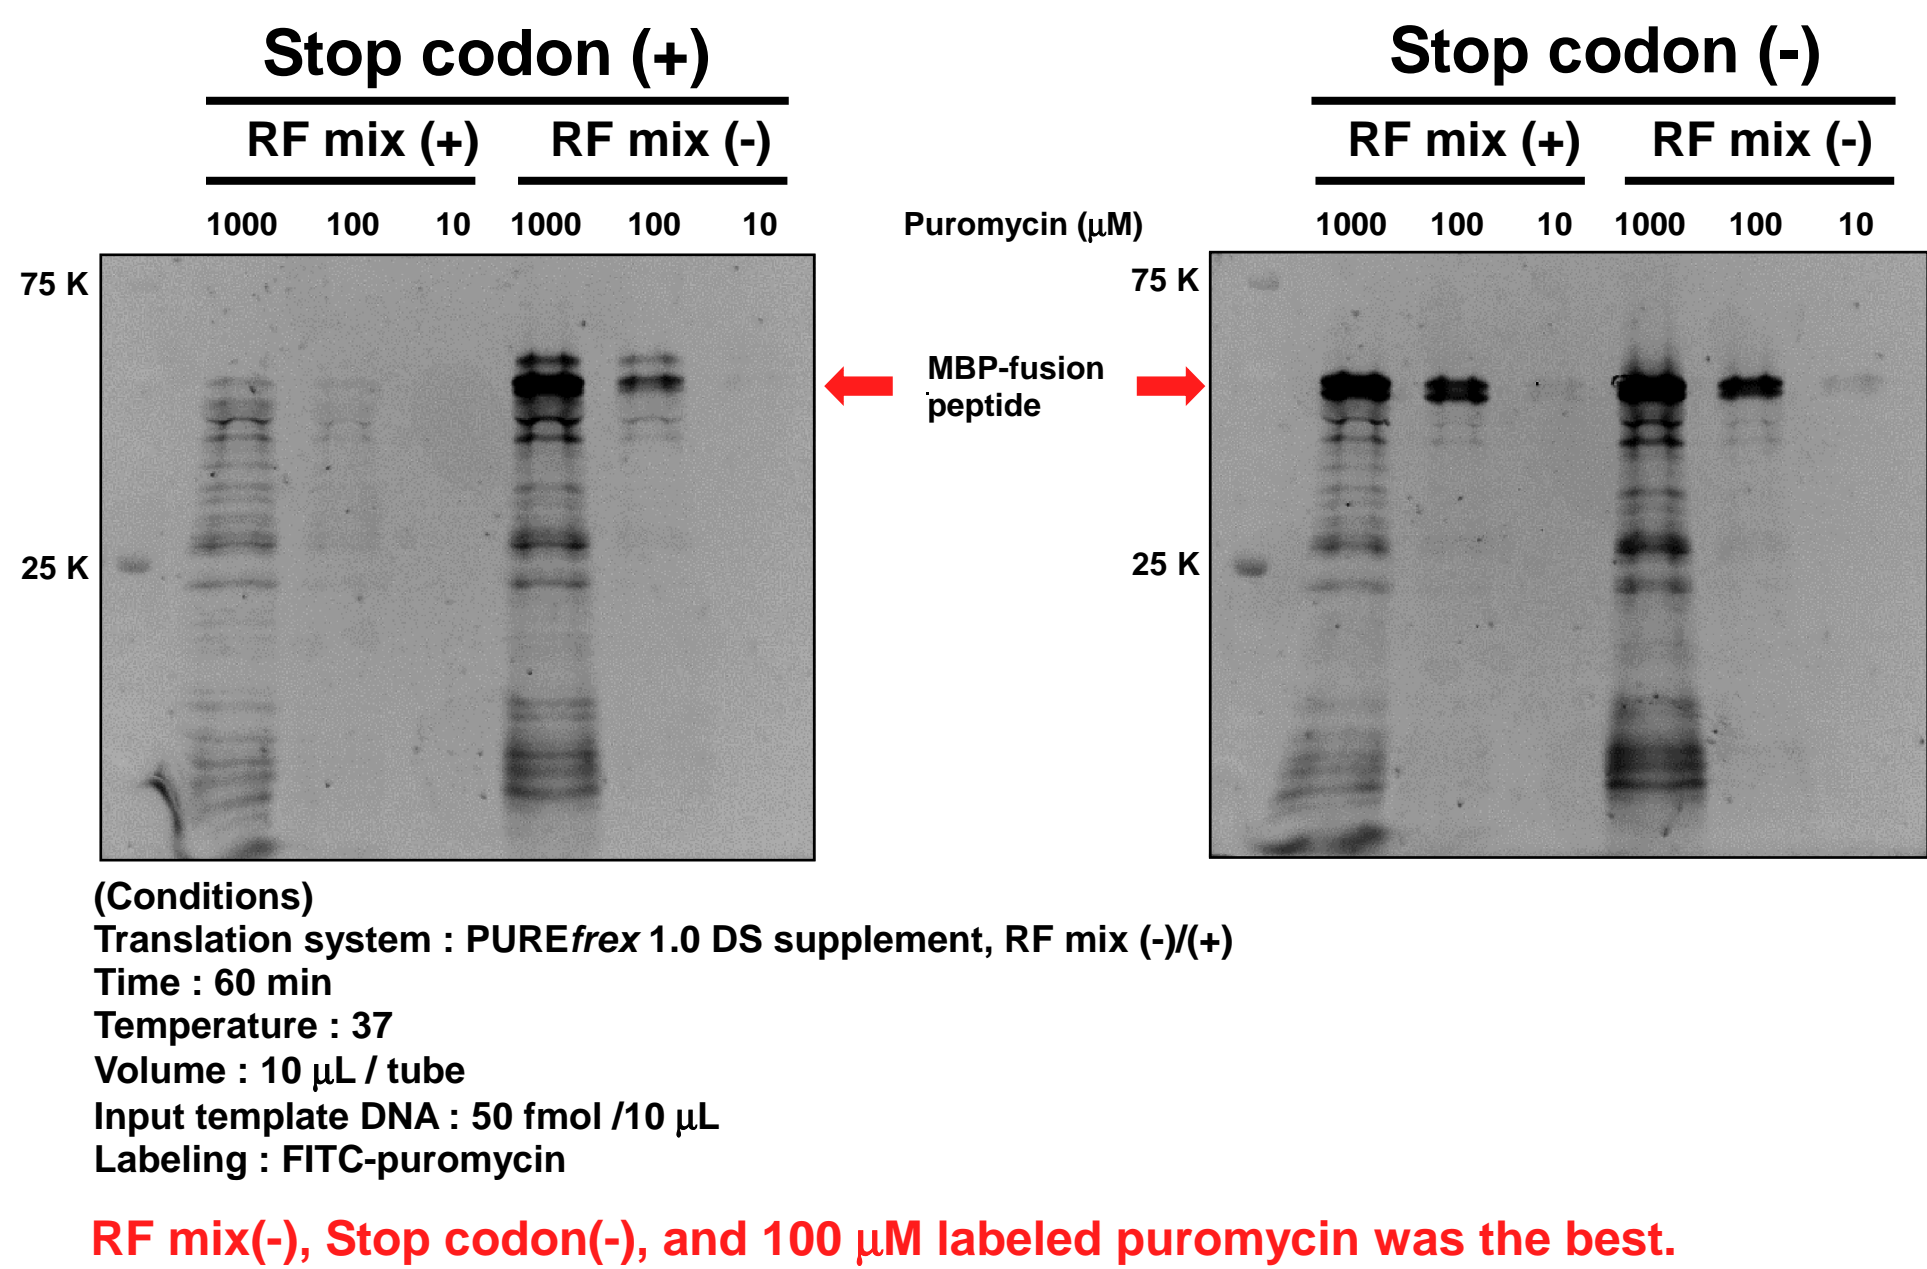 Stop codon (+)
Stop codon (-)
RF mix (+) RF mix (-)
RF mix (+) RF mix (-)
1000 100 10 1000 100 10
Puromycin (μM)
1000 100 10 1000 100 10
75 K
75 K
MBP-fusion
peptide
25 K
25 K
(Conditions)
Translation system : PUREfrex 1.0 DS supplement, RF mix (-)/(+)
Time : 60 min
Temperature : 37
Volume : 10 μL / tube
Input template DNA : 50 fmol /10 μL
Labeling : FITC-puromycin
RF mix(-), Stop codon(-), and 100 μM labeled puromycin was the best.